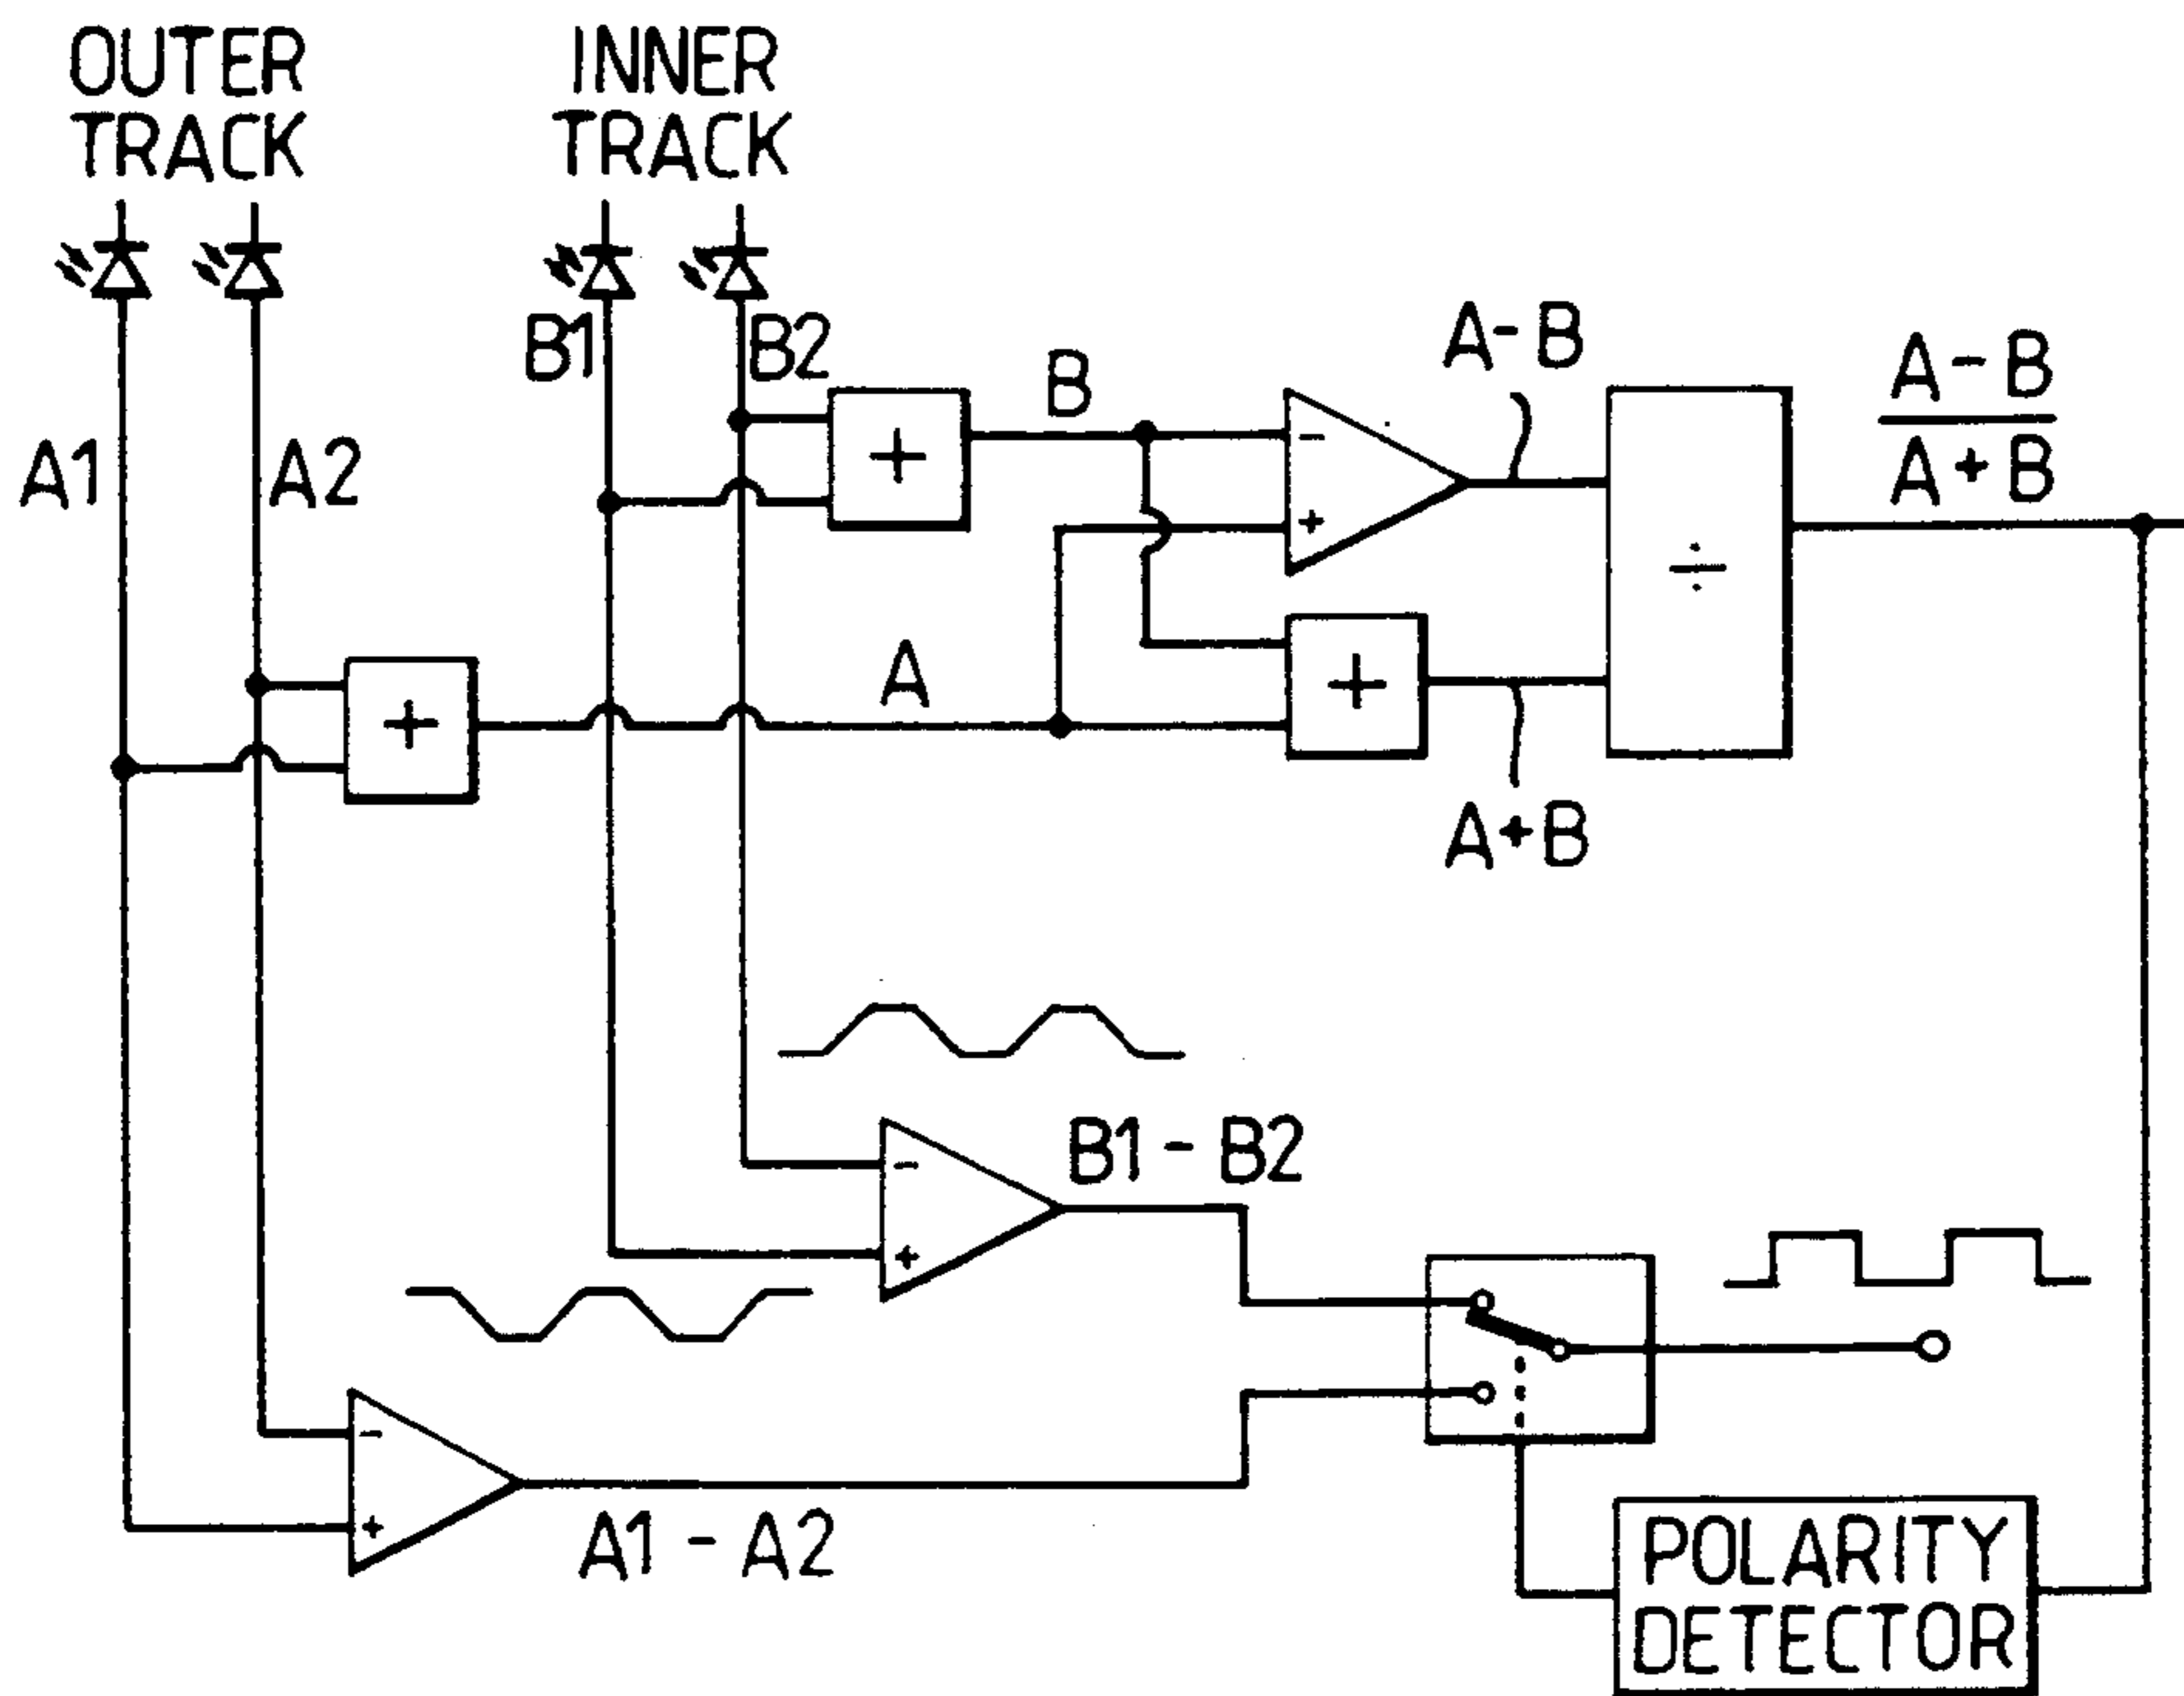 OUTER
TRACK
INNER
TRACK
B1
B2
A1
A2
B
A-B
A-B
A+B
+
-
+
÷
A
+
+
A+B
B1-B2
-
+
-
+
A1-A2
POLARITY
DETECTOR